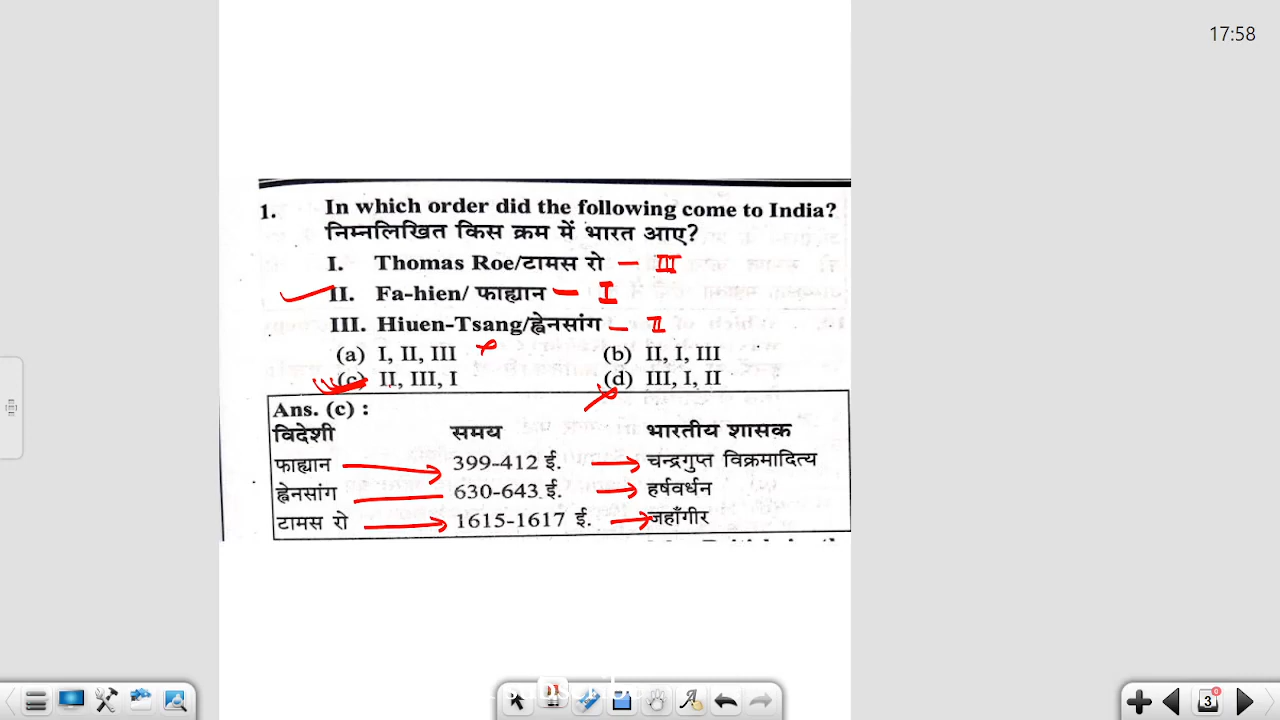 17:58
1. In which order did the following come to India?
निम्नलिखित किस क्रम में भारत आए?
I. Thomas Roe/टामस रो – III
II. Fa-hien/ फाह्यान – I
III. Hiuen-Tsang/ह्वेनसांग – II
(a) I, II, III (b) II, I, III
(c) II, III, I (d) III, I, II
Ans. (c) :
विदेशी समय भारतीय शासक
फाह्यान 399-412 ई. चन्द्रगुप्त विक्रमादित्य
ह्वेनसांग 630-643 ई. हर्षवर्धन
टामस रो 1615-1617 ई. जहाँगीर
3